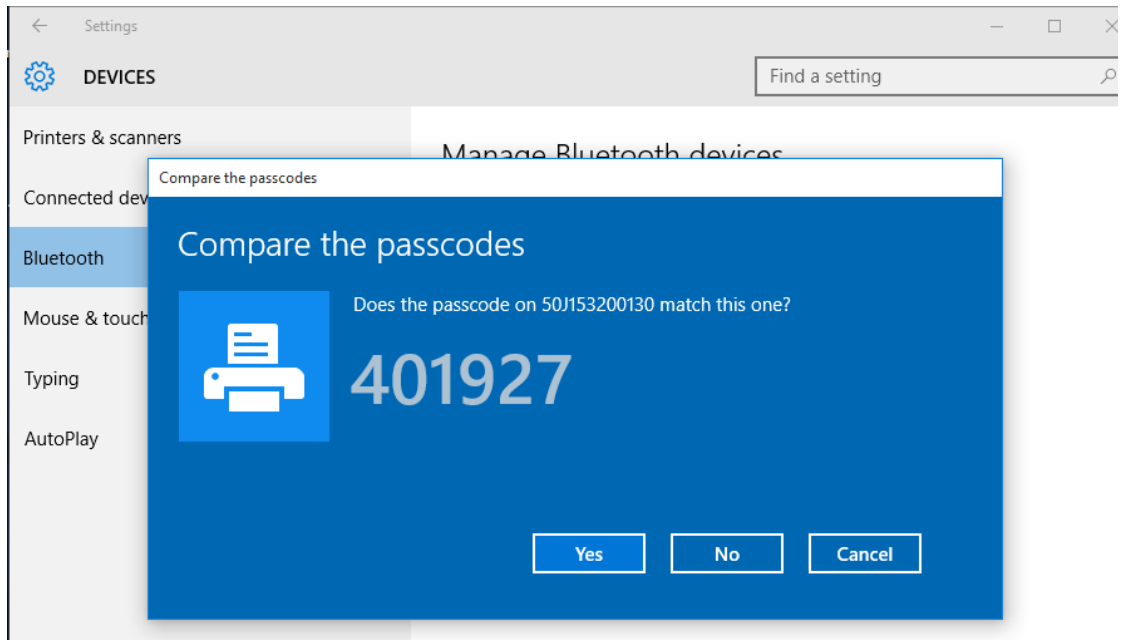 Settings
DEVICES
Find a setting
Printers & scanners
Manage Bluetooth devices
Compare the passcodes
Connected dev
Compare the passcodes
Bluetooth
Does the passcode on 50J153200130 match this one?
Mouse & touch
401927
Typing
AutoPlay
Yes
No
Cancel